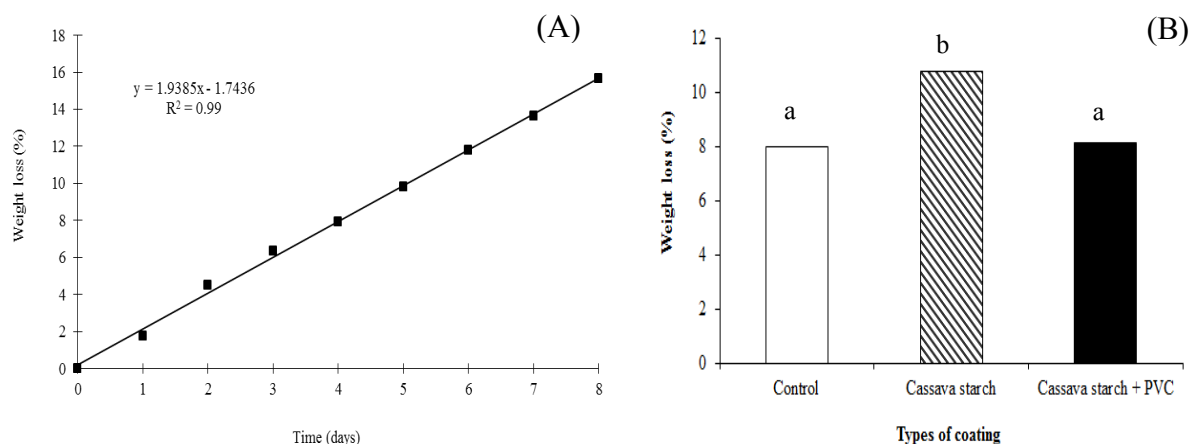 (A)
18
16
14
12
10
8
6
4
2
0
Weight loss (%)
y = 1.9385x - 1.7436
R² = 0.99
0 1 2 3 4 5 6 7 8
Time (days)
(B)
12
10
8
6
4
2
0
Weight loss (%)
a
b
a
Control Cassava starch Cassava starch + PVC
Types of coating